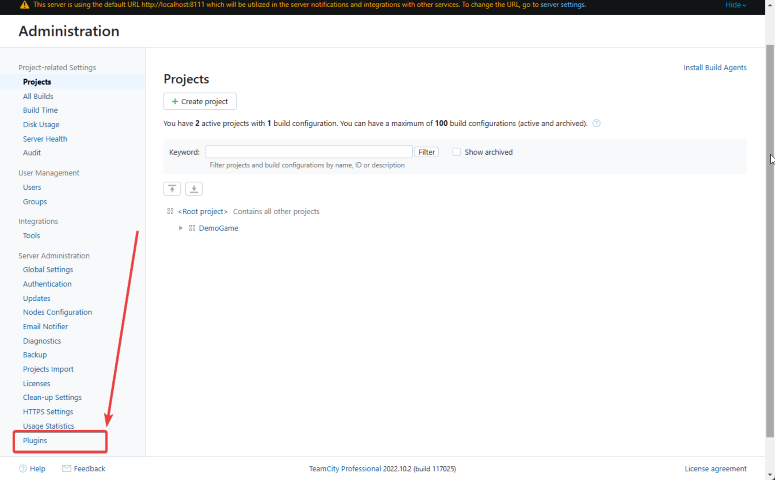 This server is using the default URL http://localhost:8111 which will be utilized in the server notifications and integrations with other services. To change the URL, go to server settings.
Hide
Administration
Project-related Settings
Projects
All Builds
Build Time
Disk Usage
Server Health
Audit
User Management
Users
Groups
Integrations
Tools
Server Administration
Global Settings
Authentication
Updates
Nodes Configuration
Email Notifier
Diagnostics
Backup
Projects Import
Licenses
Clean-up Settings
HTTPS Settings
Usage Statistics
Plugins
Projects
Install Build Agents
+ Create project
You have 2 active projects with 1 build configuration. You can have a maximum of 100 build configurations (active and archived).
Keyword: Filter Show archived
Filter projects and build configurations by name, ID or description
<Root project> Contains all other projects
DemoGame
Help Feedback TeamCity Professional 2022.10.2 (build 117025) License agreement